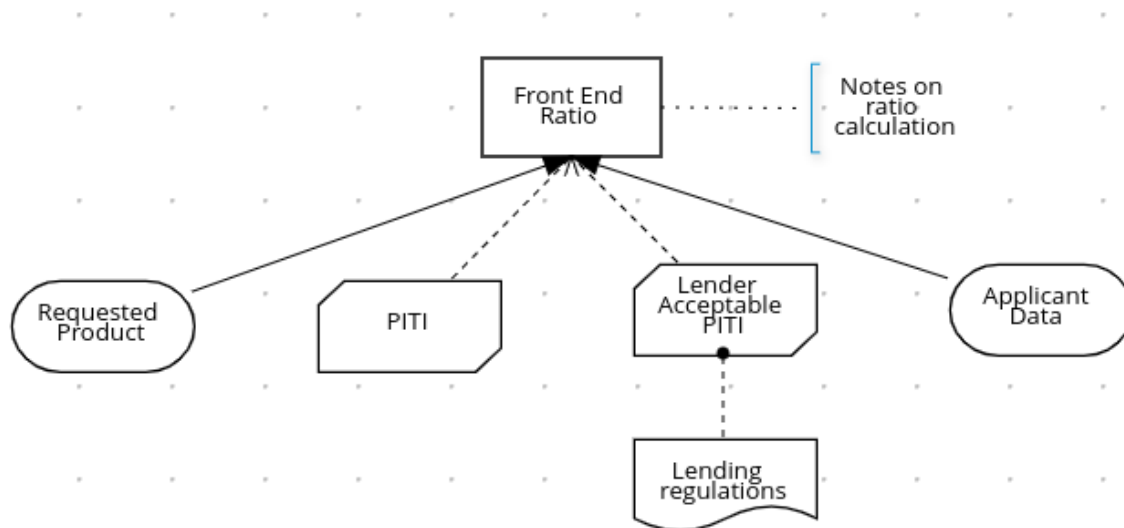 Front End
Ratio
Notes on
ratio
calculation
Requested
Product
PITI
Lender
Acceptable
PITI
Applicant
Data
Lending
regulations